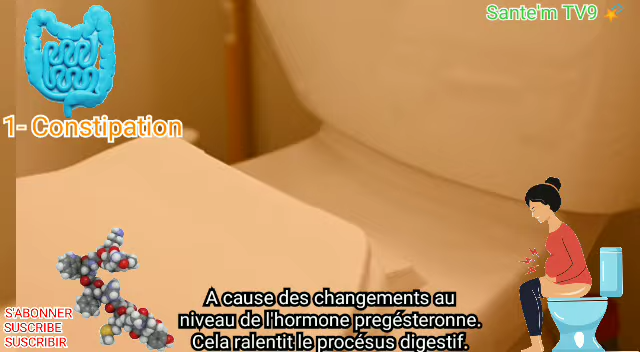 Sante'm TV9
1- Constipation
A cause des changements au
niveau de l'hormone pregésteronne.
Cela ralentit le procésus digestif.
S'ABONNER
SUSCRIBE
SUSCRIBIR